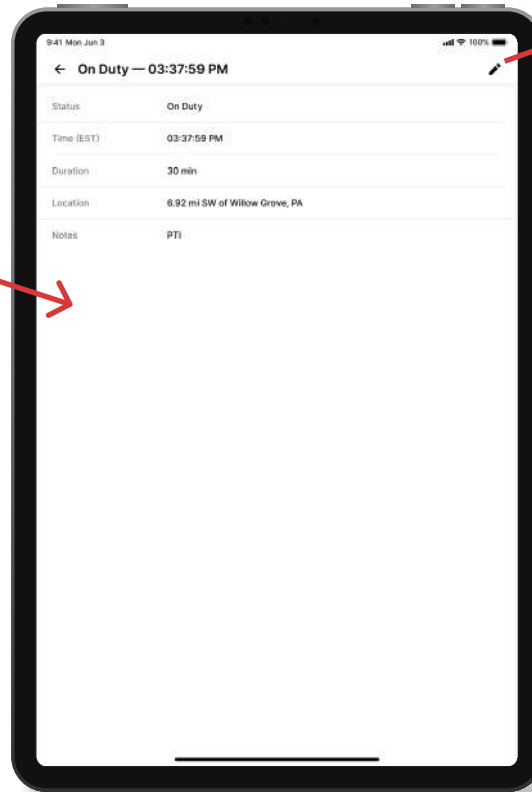 9:41 Mon Jun 3 100%
On Duty — 03:37:59 PM
Status On Duty
Time (EST) 03:37:59 PM
Duration 30 min
Location 6.92 mi SW of Willow Grove, PA
Notes PTI